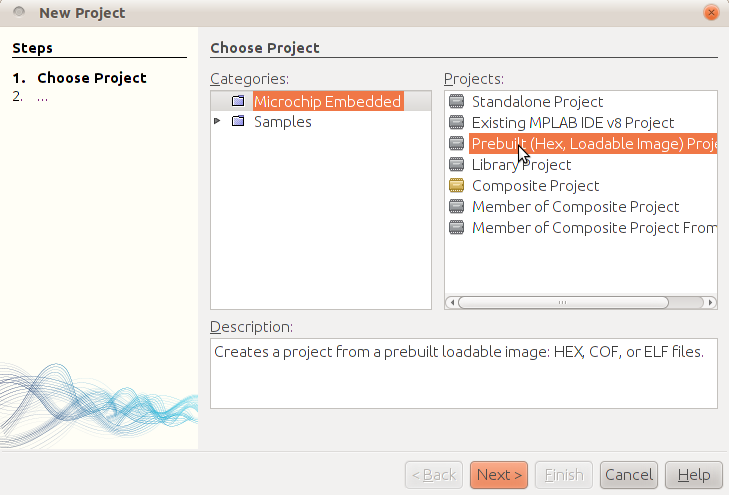 New Project
Steps
1. Choose Project
2. ...
Choose Project
Categories:
Microchip Embedded
Samples
Projects:
Standalone Project
Existing MPLAB IDE v8 Project
Prebuilt (Hex, Loadable Image) Proje
Library Project
Composite Project
Member of Composite Project
Member of Composite Project From
Description:
Creates a project from a prebuilt loadable image: HEX, COF, or ELF files.
< Back
Next >
Finish
Cancel
Help